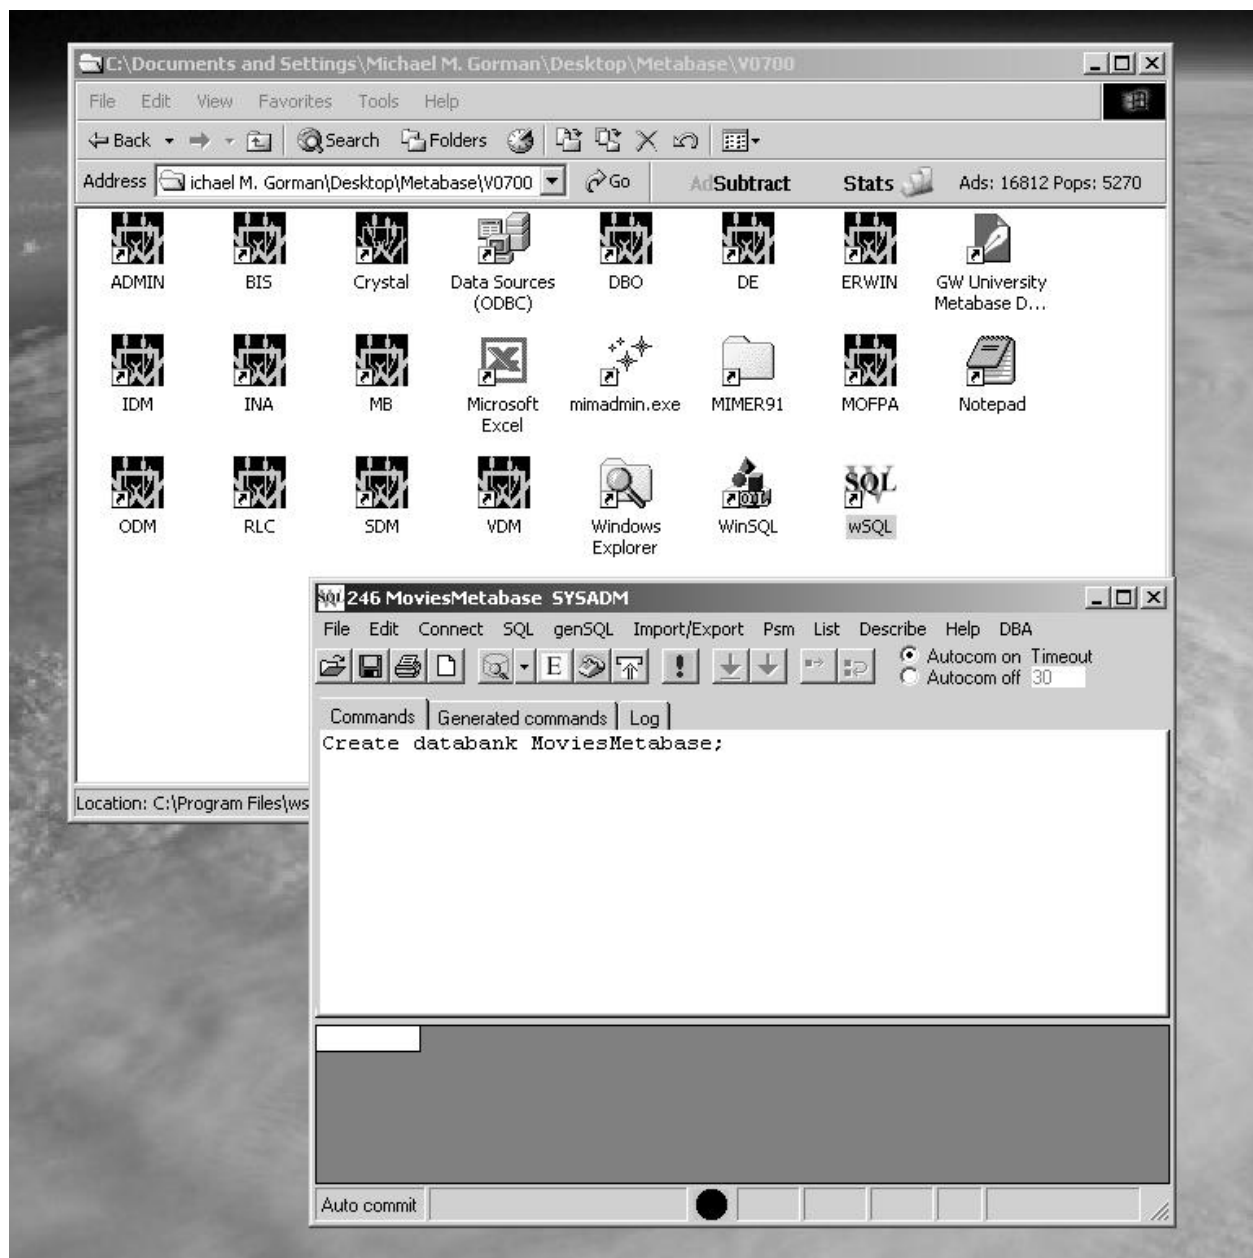 C:\Documents and Settings\Michael M. Gorman\Desktop\Metabase\V0700
File Edit View Favorites Tools Help
Back Search Folders
Address ichael M. Gorman\Desktop\Metabase\V0700 Go AdSubtract Stats Ads: 16812 Pops: 5270
ADMIN BIS Crystal Data Sources (ODBC) DBO DE ERWIN GW University Metabase D...
IDM INA MB Microsoft Excel mimadmin.exe MIMER91 MOFPA Notepad
SQL
ODM RLC SDM VDM Windows Explorer WinSQL wSQL
SQL 246 MoviesMetabase SYSADM
File Edit Connect SQL genSQL Import/Export Psm List Describe Help DBA
E ! Autocom on Timeout
Autocom off 30
Commands Generated commands Log
Create databank MoviesMetabase;
Location: C:\Program Files\ws
Auto commit